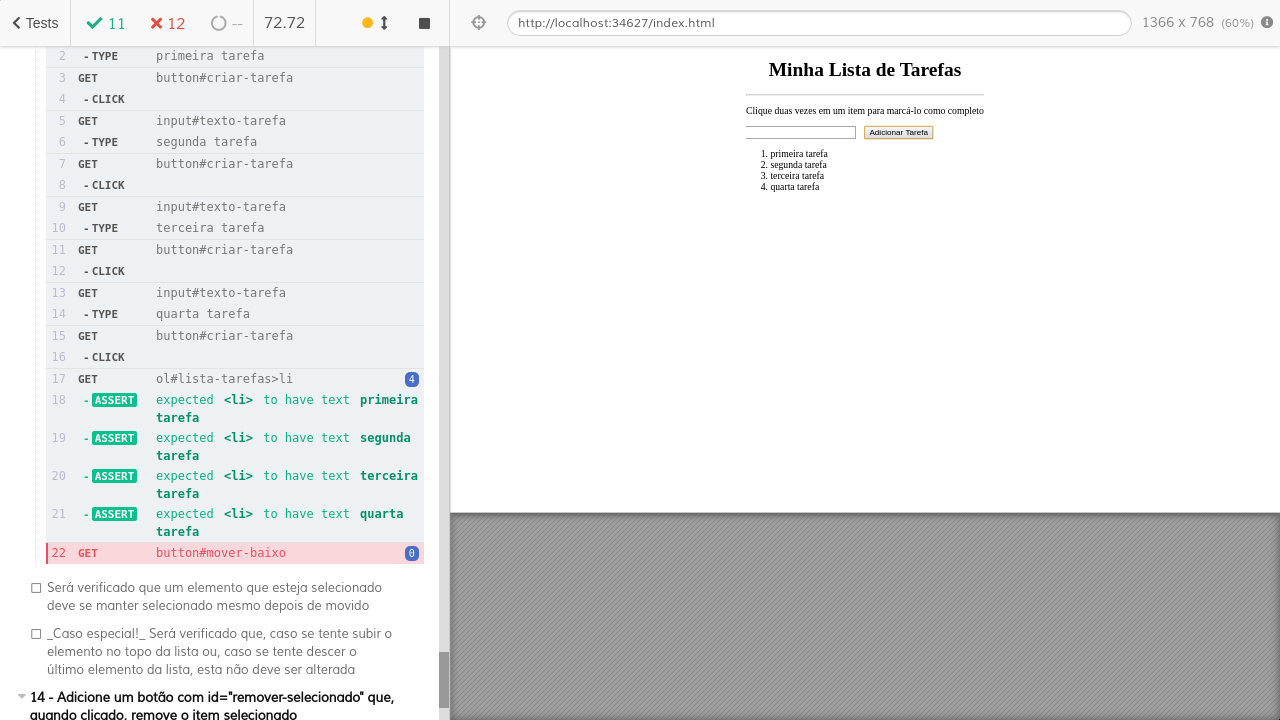 Tests 11 12 -- 72.72
http://localhost:34627/index.html 1366 x 768 (60%)
2 - TYPE primeira tarefa
3 GET button#criar-tarefa
4 - CLICK
5 GET input#texto-tarefa
6 - TYPE segunda tarefa
7 GET button#criar-tarefa
8 - CLICK
9 GET input#texto-tarefa
10 - TYPE terceira tarefa
11 GET button#criar-tarefa
12 - CLICK
13 GET input#texto-tarefa
14 - TYPE quarta tarefa
15 GET button#criar-tarefa
16 - CLICK
17 GET ol#lista-tarefas>li 4
18 - ASSERT expected <li> to have text primeira
tarefa
19 - ASSERT expected <li> to have text segunda
tarefa
20 - ASSERT expected <li> to have text terceira
tarefa
21 - ASSERT expected <li> to have text quarta
tarefa
22 GET button#mover-baixo 0
Será verificado que um elemento que esteja selecionado
deve se manter selecionado mesmo depois de movido
_Caso especial!_ Será verificado que, caso se tente subir o
elemento no topo da lista ou, caso se tente descer o
último elemento da lista, esta não deve ser alterada
14 - Adicione um botão com id="remover-selecionado" que,
quando clicado, remove o item selecionado
Minha Lista de Tarefas
Clique duas vezes em um item para marcá-lo como completo
Adicionar Tarefa
1. primeira tarefa
2. segunda tarefa
3. terceira tarefa
4. quarta tarefa